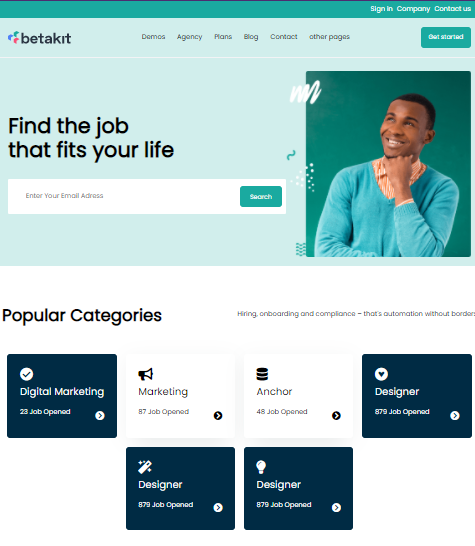 Sign in Company Contact us
betakit
Demos Agency Plans Blog Contact other pages
Get started
Find the job
that fits your life
Enter Your Email Adress
Search
Popular Categories
Hiring, onboarding and compliance – that's automation without borders
Digital Marketing
23 Job Opened
Marketing
87 Job Opened
Anchor
48 Job Opened
Designer
879 Job Opened
Designer
879 Job Opened
Designer
879 Job Opened